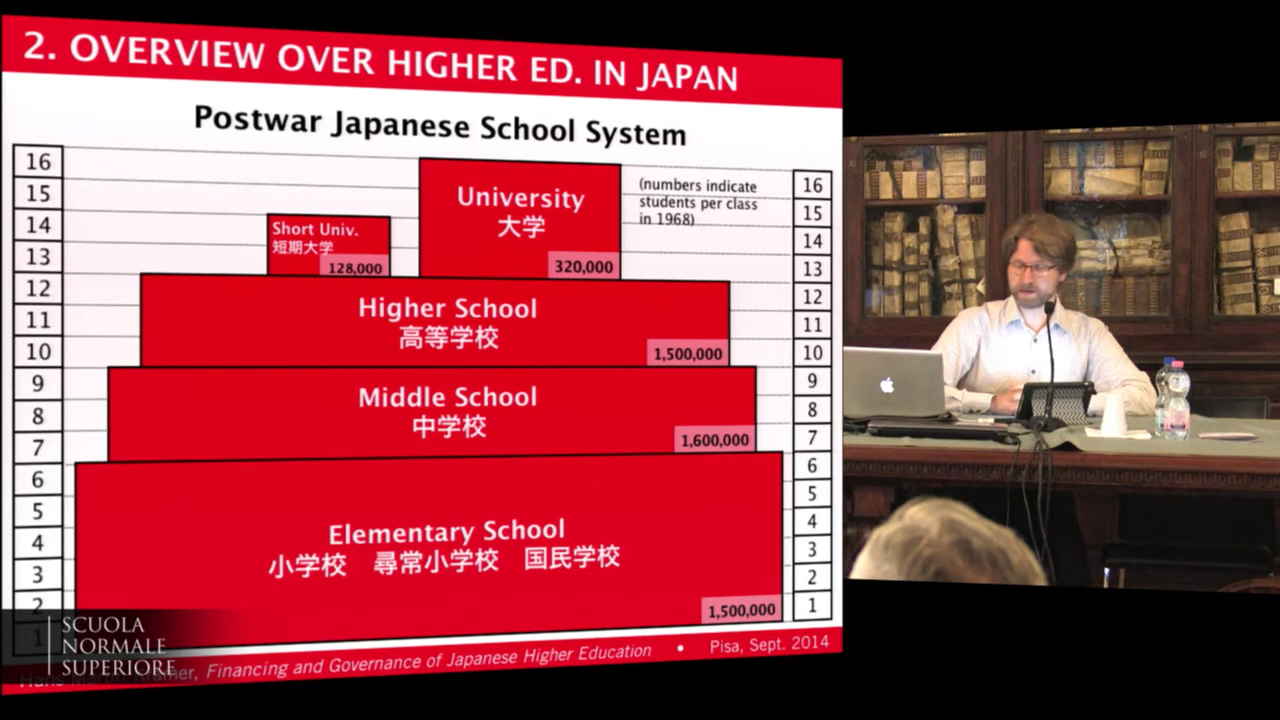 2. OVERVIEW OVER HIGHER ED. IN JAPAN
Postwar Japanese School System
16
15
14
13
12
11
10
9
8
7
6
5
4
3
2
1
University
大学
320,000
(numbers indicate
students per class
in 1968)
Short Univ.
短期大学
128,000
Higher School
高等学校
1,500,000
Middle School
中学校
1,600,000
Elementary School
小学校 尋常小学校 国民学校
1,500,000
16
15
14
13
12
11
10
9
8
7
6
5
4
3
2
1
SCUOLA
NORMALE
SUPERIORE
Financing and Governance of Japanese Higher Education • Pisa, Sept. 2014